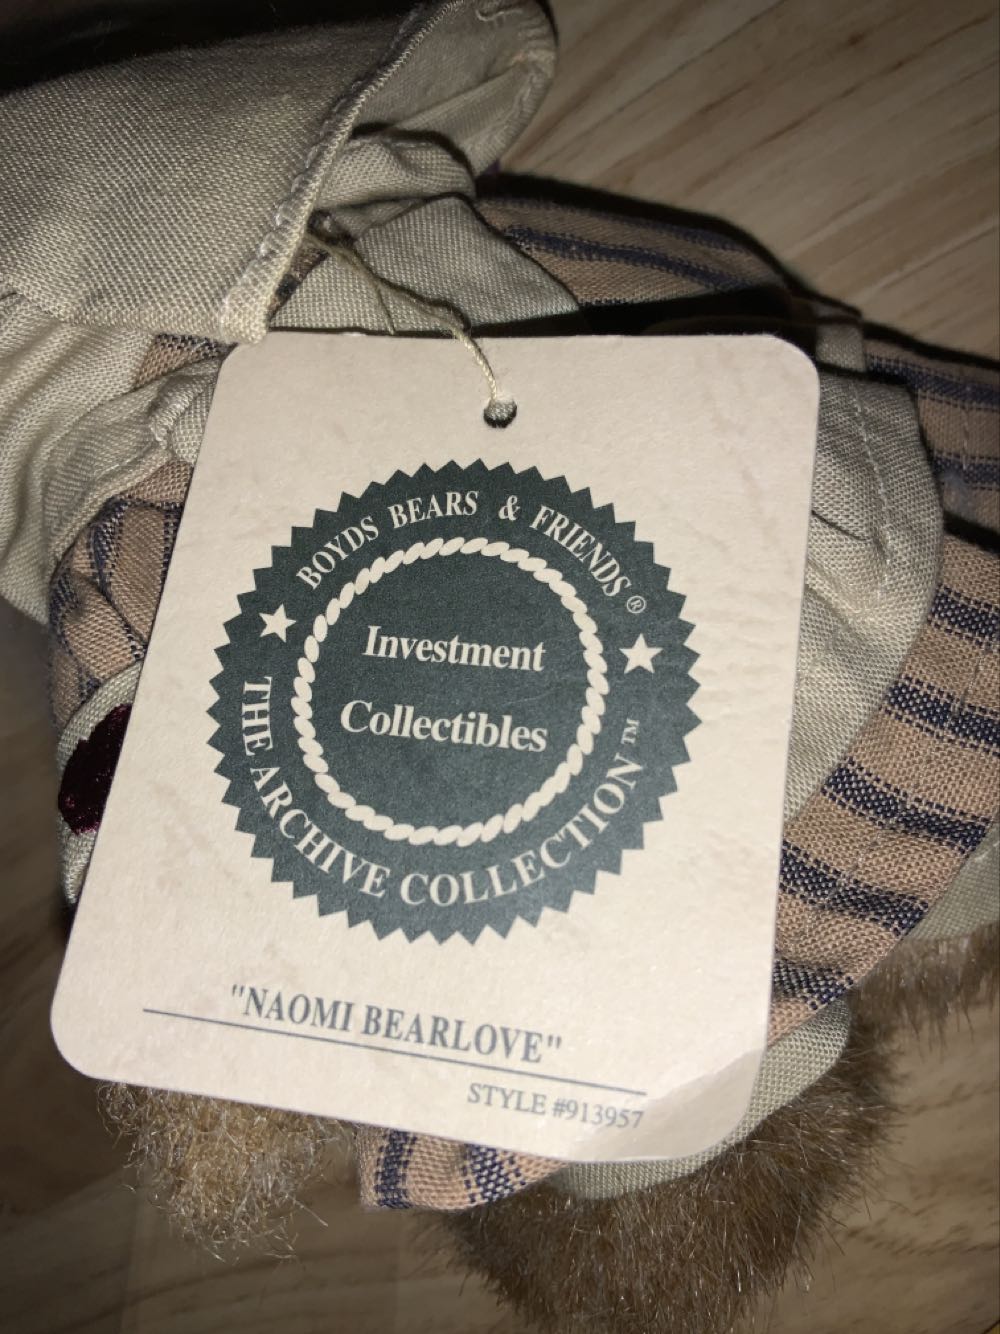 BOYDS BEARS & FRIENDS®
Investment
Collectibles
THE ARCHIVE COLLECTION™
"NAOMI BEARLOVE"
STYLE #913957